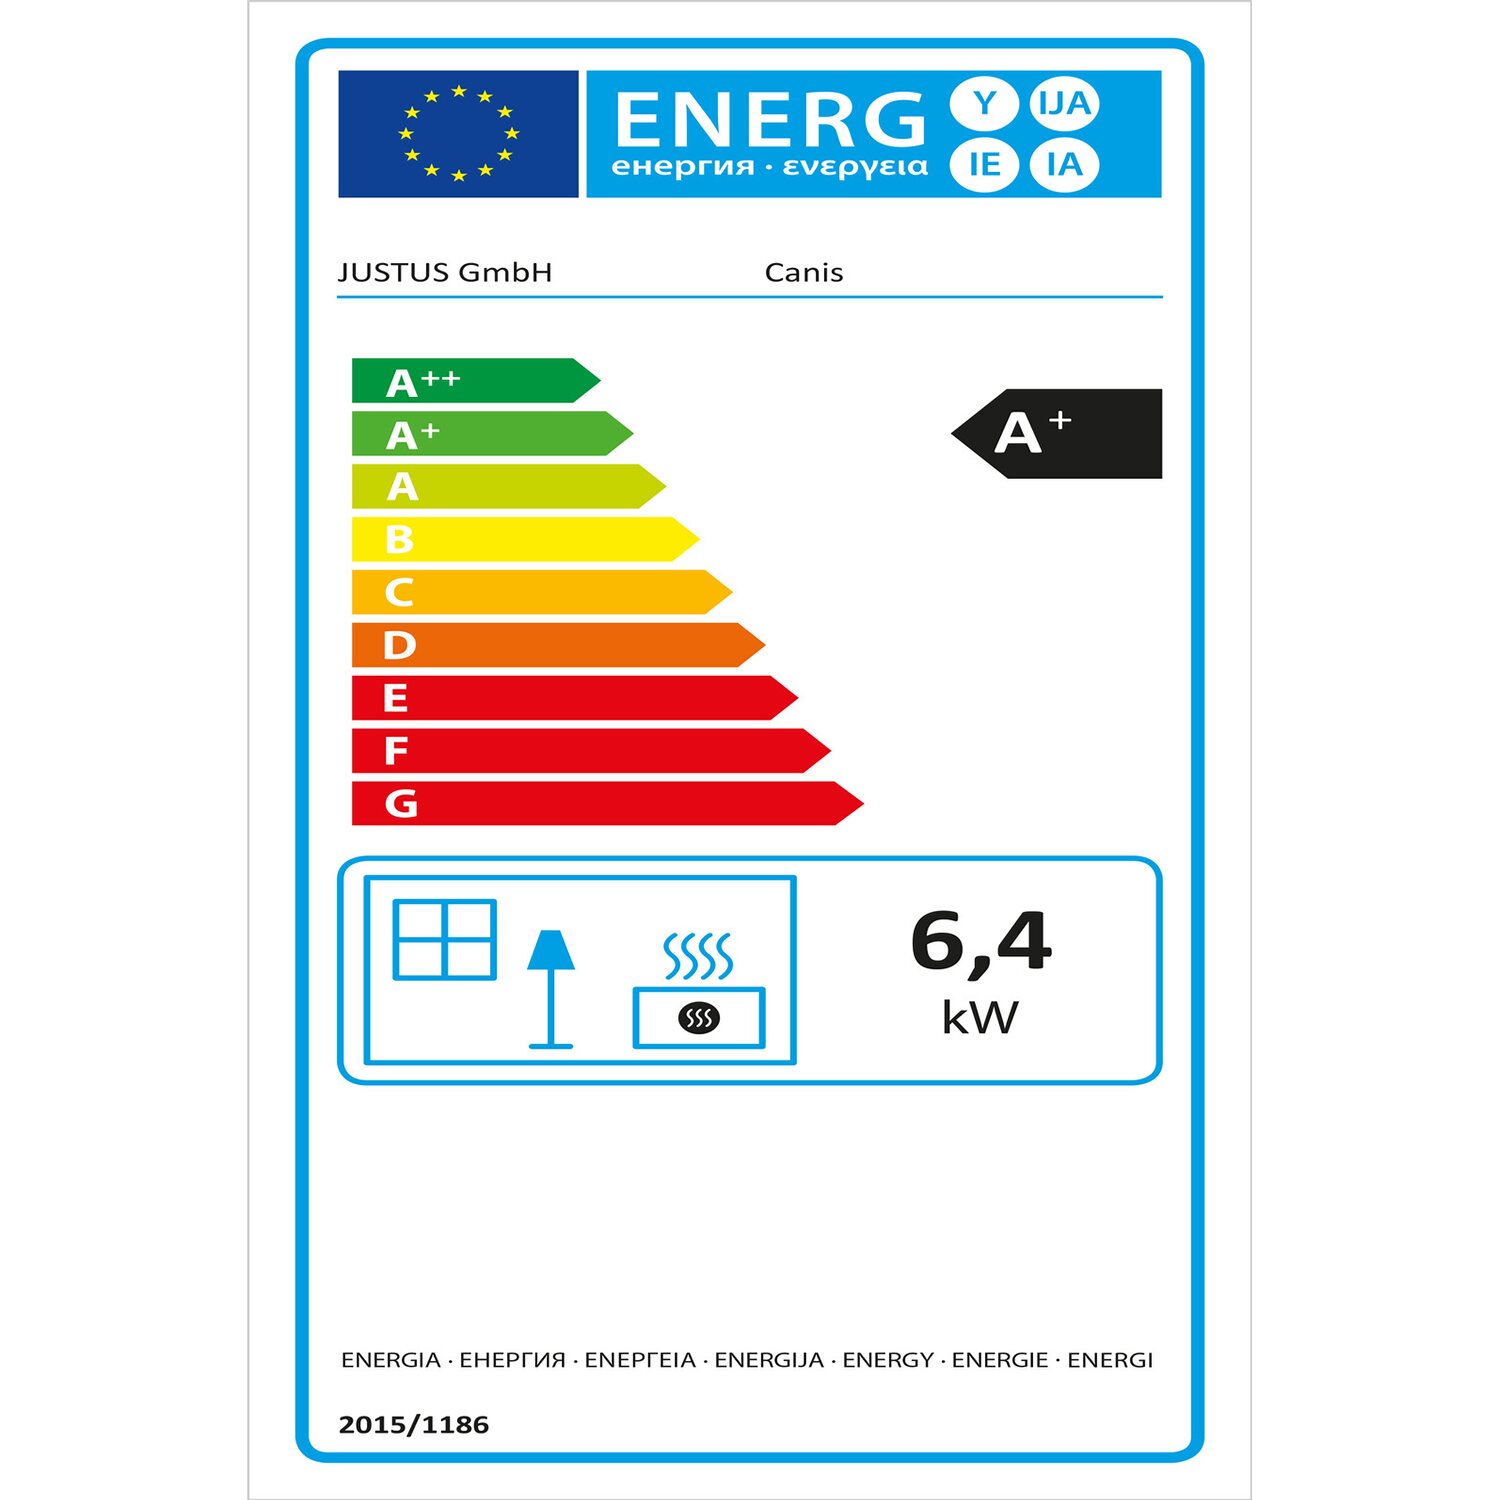 ENERG Y IJA
енергия · ενεργεια IE IA
JUSTUS GmbH Canis
A++
A+
A+
A
B
C
D
E
F
G
6,4
kW
ENERGIA · ЕНЕРГИЯ · ΕΝΕΡΓΕΙΑ · ENERGIJA · ENERGY · ENERGIE · ENERGI
2015/1186